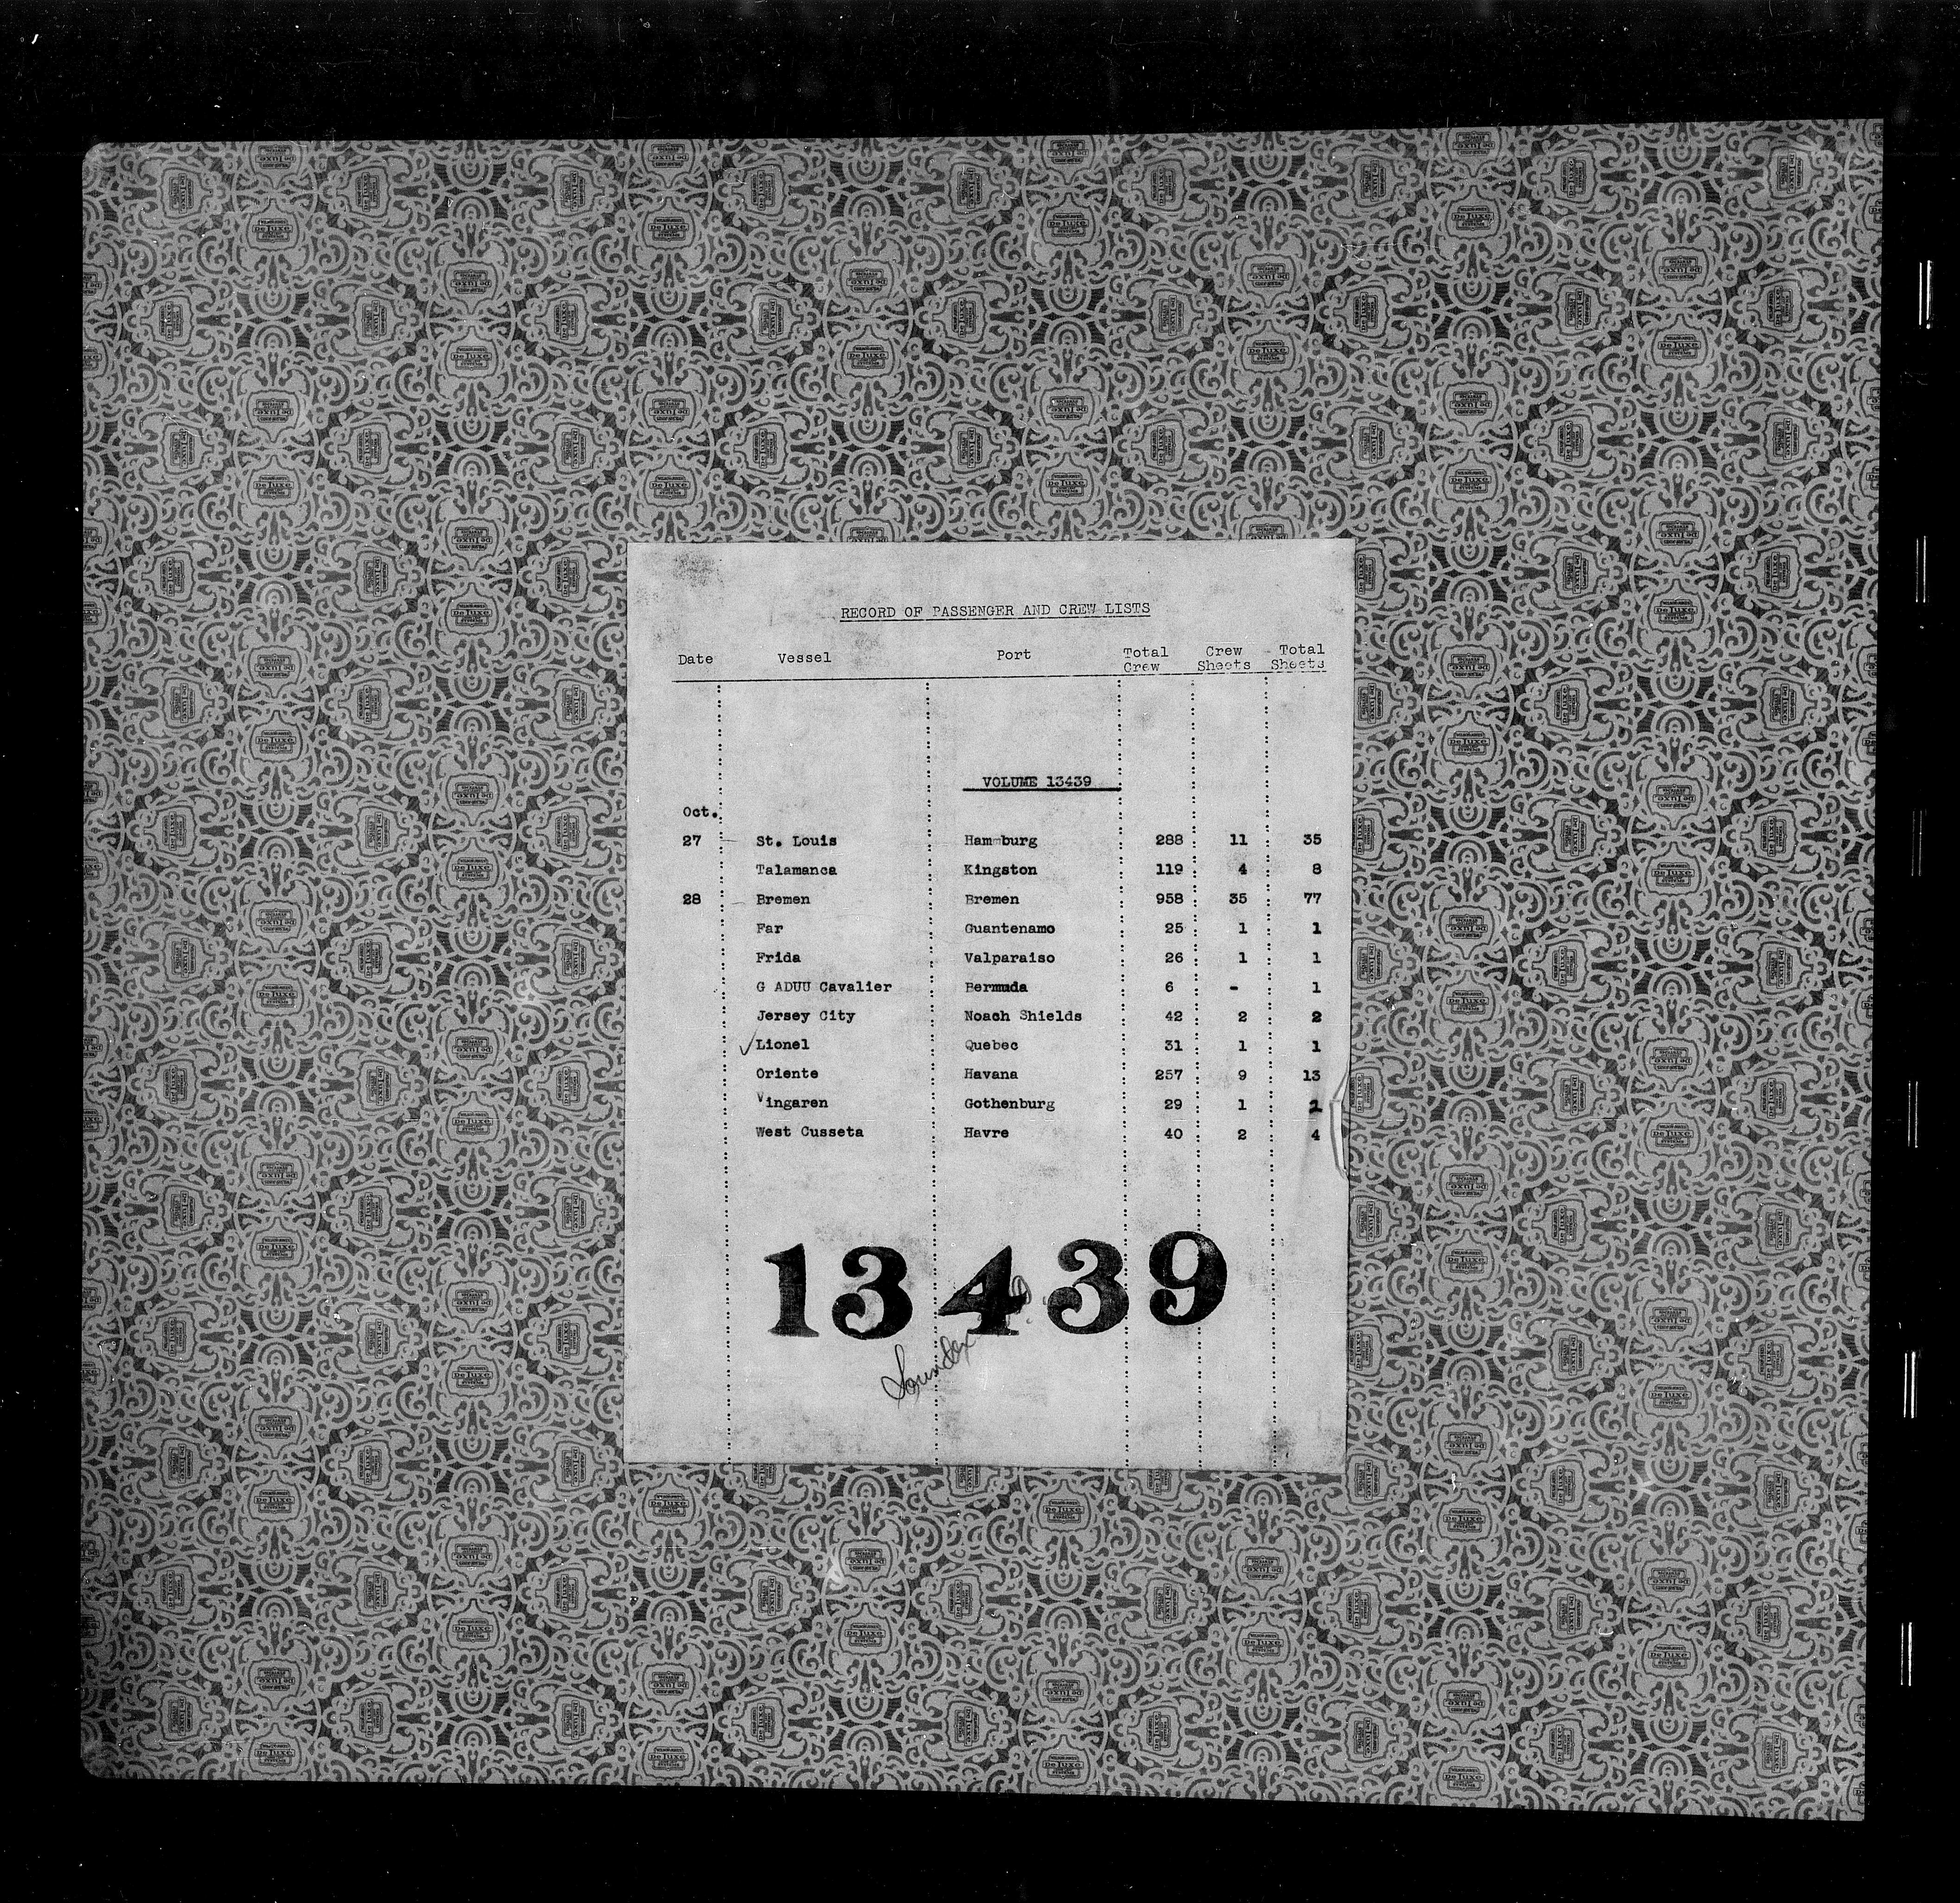 RECORD OF PASSENGER AND CREW LISTS
Date Vessel Port Total Crew Crew Sheets Total Sheets
VOLUME 13439
Oct.
27 St. Louis Hamburg 288 11 35
Talamanca Kingston 119 4 8
28 Bremen Bremen 958 35 77
Far Guantenamo 25 1 1
Frida Valparaiso 26 1 1
G ADUU Cavalier Bermuda 6 - 1
Jersey City Noach Shields 42 2 2
Lionel Quebec 31 1 1
Oriente Havana 257 9 13
Vingaren Gothenburg 29 1
West Cusseta Havre 40 2 4
13439